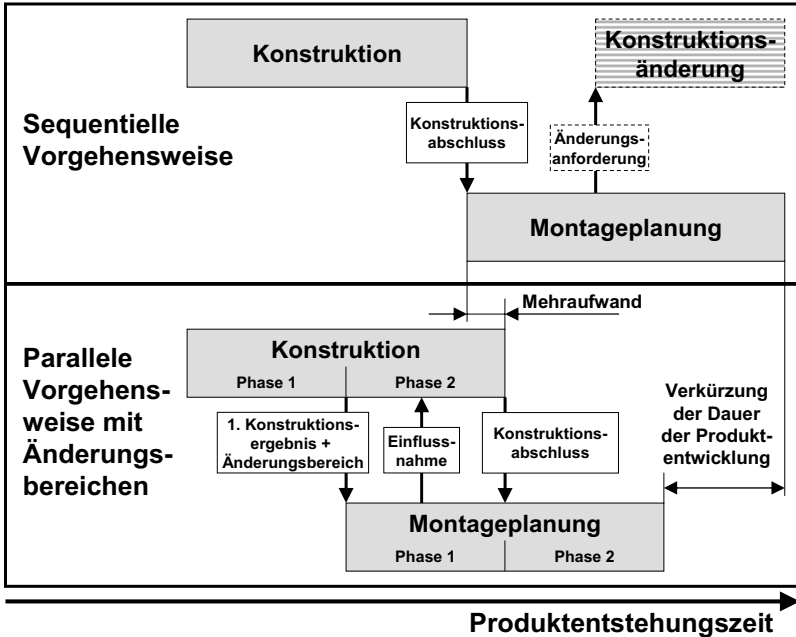 Konstruktion
Konstruktions-
änderung
Sequentielle
Vorgehensweise
Konstruktions-
abschluss
Änderungs-
anforderung
Montageplanung
Mehraufwand
Parallele
Vorgehens-
weise mit
Änderungs-
bereichen
Konstruktion
Phase 1
Phase 2
1. Konstruktions-
ergebnis +
Änderungsbereich
Einfluss-
nahme
Konstruktions-
abschluss
Verkürzung
der Dauer
der Produkt-
entwicklung
Montageplanung
Phase 1
Phase 2
Produktentstehungszeit